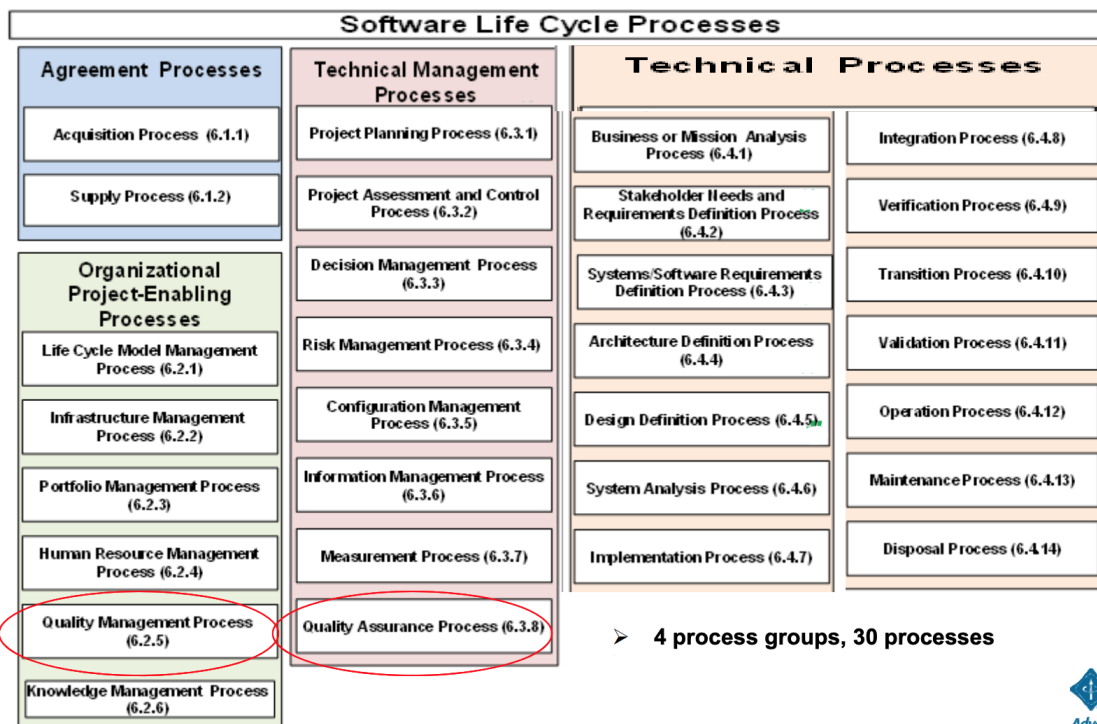 Software Life Cycle Processes
Agreement Processes
Acquisition Process (6.1.1)
Supply Process (6.1.2)
Organizational
Project-Enabling
Processes
Life Cycle Model Management
Process (6.2.1)
Infrastructure Management
Process (6.2.2)
Portfolio Management Process
(6.2.3)
Human Resource Management
Process (6.2.4)
Quality Management Process
(6.2.5)
Knowledge Management Process
(6.2.6)
Technical Management
Processes
Project Planning Process (6.3.1)
Project Assessment and Control
Process (6.3.2)
Decision Management Process
(6.3.3)
Risk Management Process (6.3.4)
Configuration Management
Process (6.3.5)
Information Management Process
(6.3.6)
Measurement Process (6.3.7)
Quality Assurance Process (6.3.8)
Technical Processes
Business or Mission Analysis
Process (6.4.1)
Stakeholder Needs and
Requirements Definition Process
(6.4.2)
Systems/Software Requirements
Definition Process (6.4.3)
Architecture Definition Process
(6.4.4)
Design Definition Process (6.4.5)
System Analysis Process (6.4.6)
Implementation Process (6.4.7)
Integration Process (6.4.8)
Verification Process (6.4.9)
Transition Process (6.4.10)
Validation Process (6.4.11)
Operation Process (6.4.12)
Maintenance Process (6.4.13)
Disposal Process (6.4.14)
➢ 4 process groups, 30 processes